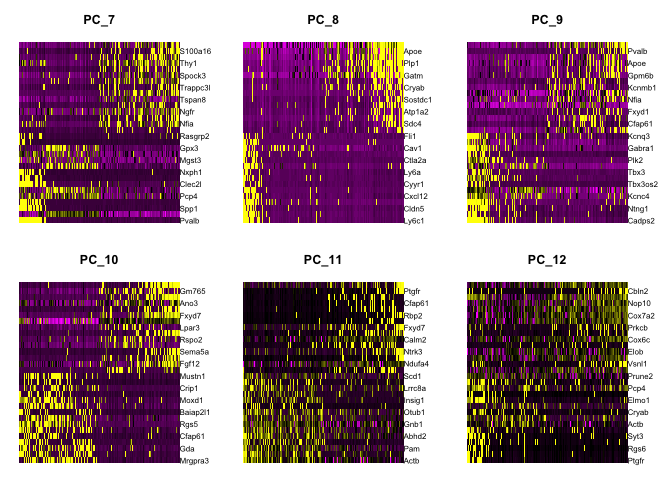 PC_7
S100a16
Thy1
Spock3
Trappc3l
Tspan8
Ngfr
Nfia
Rasgrp2
Gpx3
Mgst3
Nxph1
Clec2l
Pcp4
Spp1
Pvalb
PC_8
Apoe
Plp1
Gatm
Cryab
Sostdc1
Atp1a2
Sdc4
Fli1
Cav1
Ctla2a
Ly6a
Cyyr1
Cxcl12
Cldn5
Ly6c1
PC_9
Pvalb
Apoe
Gpm6b
Kcnmb1
Nfia
Fxyd1
Cfap61
Kcnq3
Gabra1
Plk2
Tbx3
Tbx3os2
Kcnc4
Ntng1
Cadps2
PC_10
Gm765
Ano3
Fxyd7
Lpar3
Rspo2
Sema5a
Fgf12
Mustn1
Crip1
Moxd1
Baiap2l1
Rgs5
Cfap61
Gda
Mrgpra3
PC_11
Ptgfr
Cfap61
Rbp2
Fxyd7
Calm2
Ntrk3
Ndufa4
Scd1
Lrrc8a
Insig1
Otub1
Gnb1
Abhd2
Pam
Actb
PC_12
Cbln2
Nop10
Cox7a2
Prkcb
Cox6c
Elob
Vsnl1
Prune2
Pcp4
Elmo1
Cryab
Actb
Syt3
Rgs6
Ptgfr